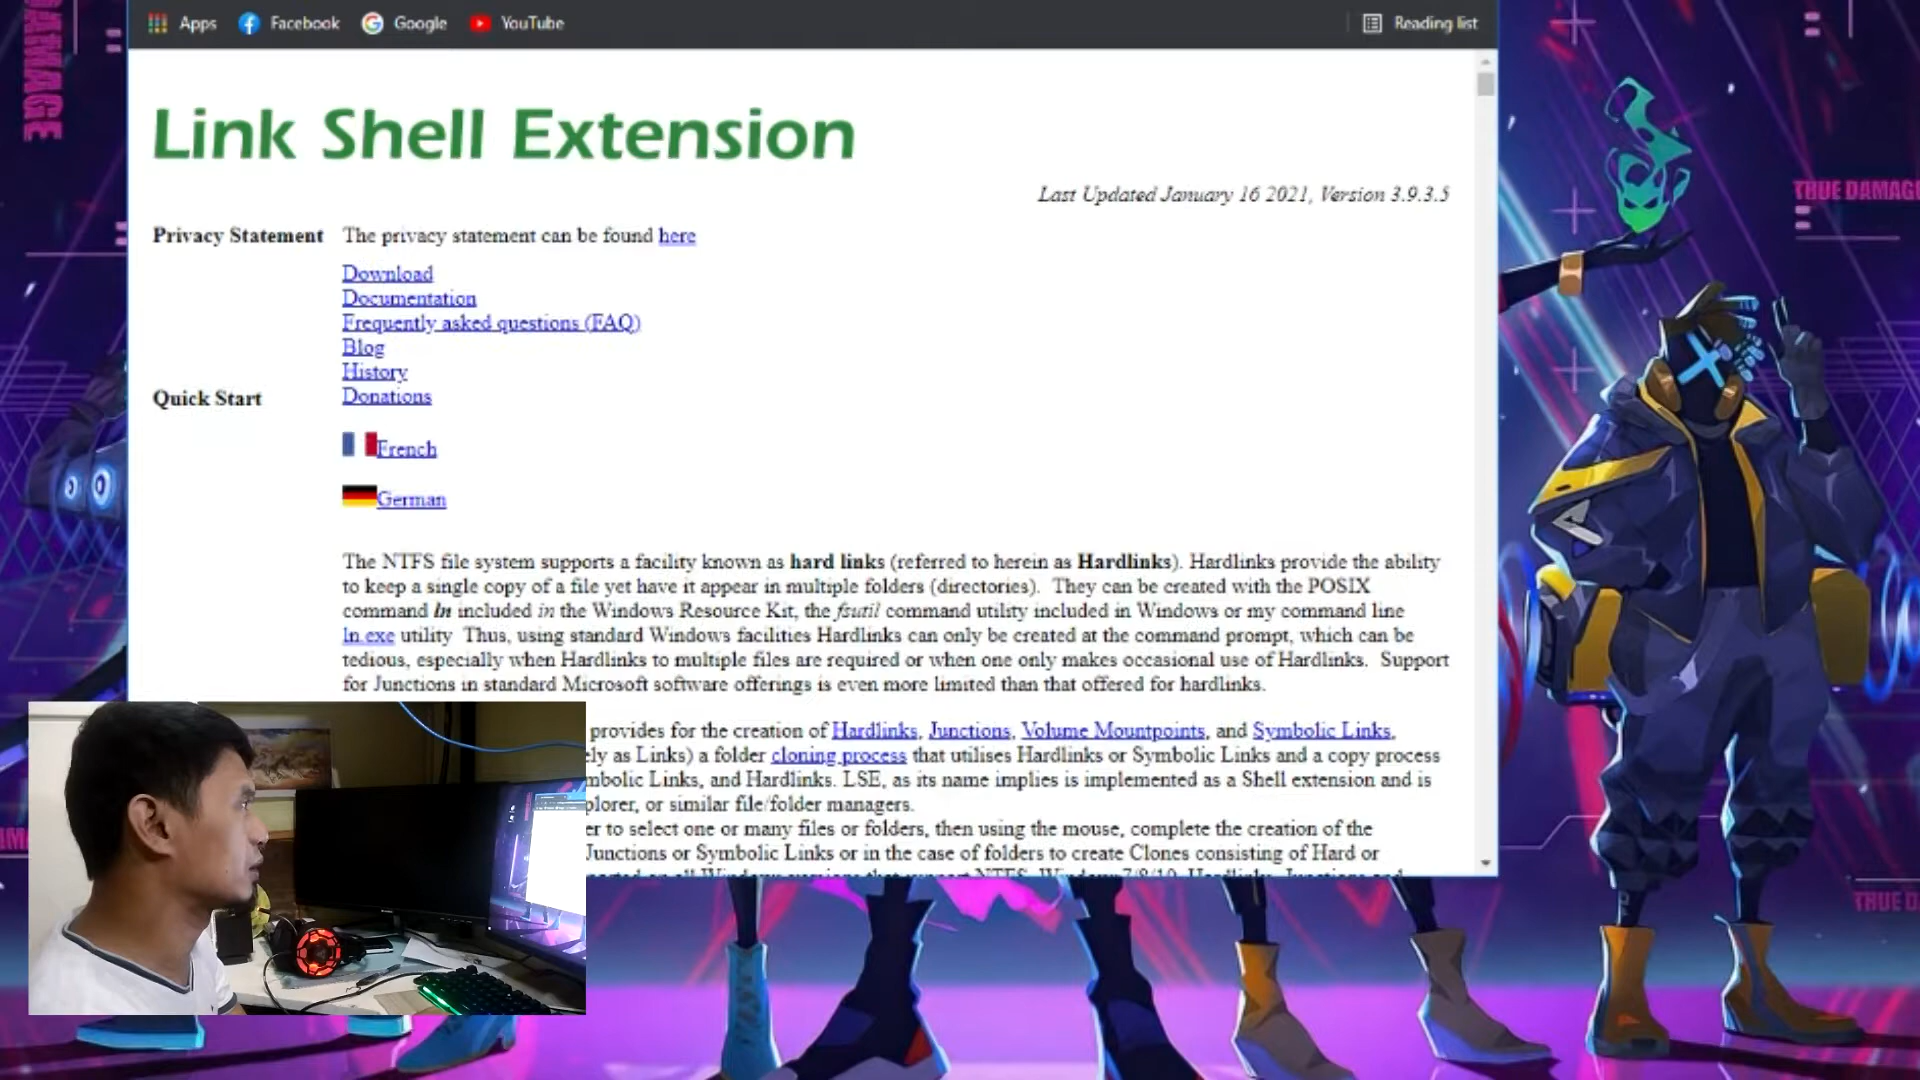 Apps Facebook Google YouTube Reading list
Link Shell Extension
Last Updated January 16 2021, Version 3.9.3.5
Privacy Statement The privacy statement can be found here
Download
Documentation
Frequently asked questions (FAQ)
Blog
History
Quick Start Donations
French
German
The NTFS file system supports a facility known as hard links (referred to herein as Hardlinks). Hardlinks provide the ability
to keep a single copy of a file yet have it appear in multiple folders (directories). They can be created with the POSIX
command ln included in the Windows Resource Kit, the fsutil command utility included in Windows or my command line
ln.exe utility Thus, using standard Windows facilities Hardlinks can only be created at the command prompt, which can be
tedious, especially when Hardlinks to multiple files are required or when one only makes occasional use of Hardlinks. Support
for Junctions in standard Microsoft software offerings is even more limited than that offered for hardlinks.
provides for the creation of Hardlinks, Junctions, Volume Mountpoints, and Symbolic Links,
ely as Links) a folder cloning process that utilises Hardlinks or Symbolic Links and a copy process
mbolic Links, and Hardlinks. LSE, as its name implies is implemented as a Shell extension and is
plorer, or similar file/folder managers.
er to select one or many files or folders, then using the mouse, complete the creation of the
Junctions or Symbolic Links or in the case of folders to create Clones consisting of Hard or
DAMAGE
TRUE DAMAGE
TRUE D